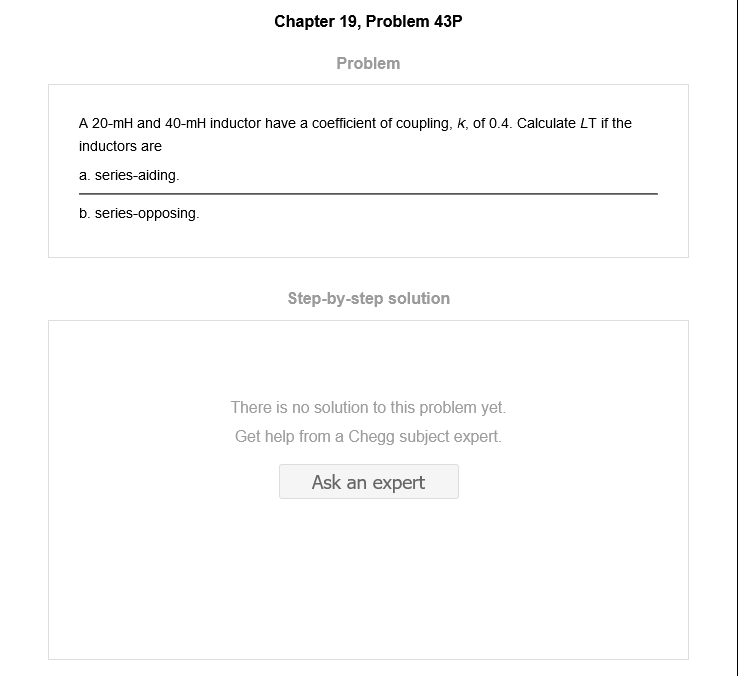 Chapter 19, Problem 43P
Problem
A 20-mH and 40-mH inductor have a coefficient of coupling, k, of 0.4. Calculate LT if the
inductors are
a. series-aiding.
b. series-opposing.
Step-by-step solution
There is no solution to this problem yet.
Get help from a Chegg subject expert.
Ask an expert